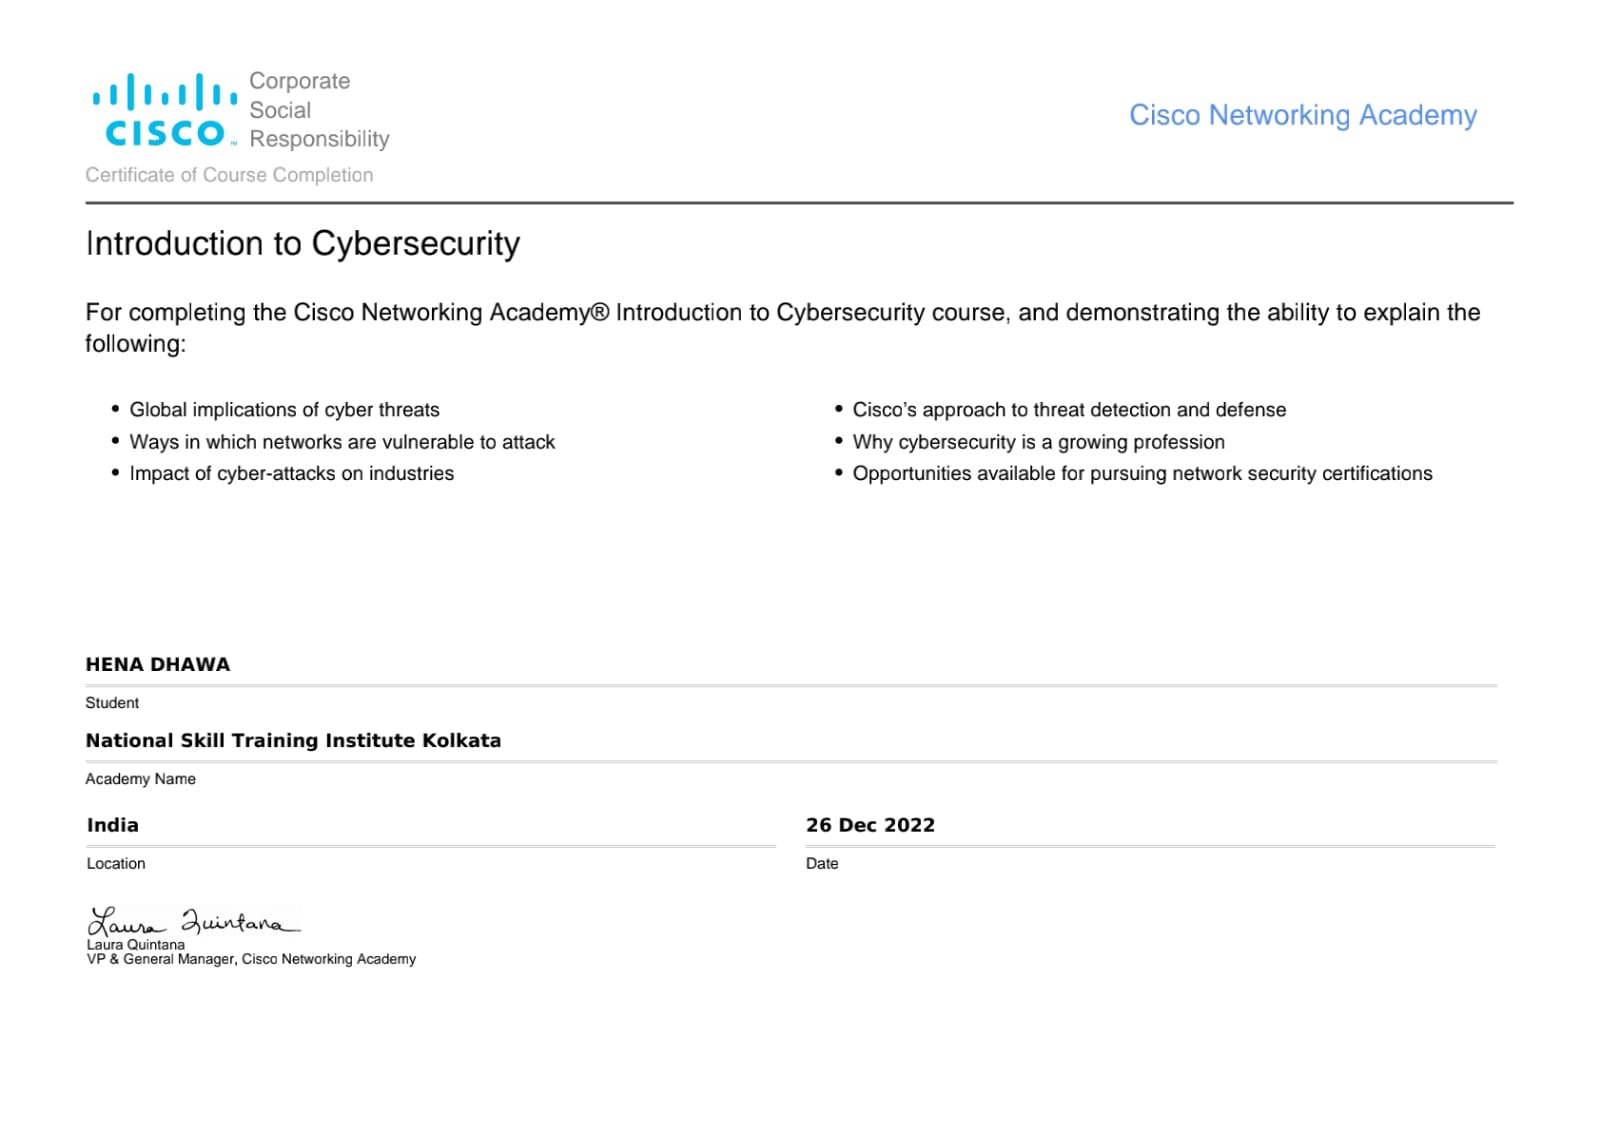 Corporate
Social
CISCO™ Responsibility
Cisco Networking Academy
Certificate of Course Completion
Introduction to Cybersecurity
For completing the Cisco Networking Academy® Introduction to Cybersecurity course, and demonstrating the ability to explain the
following:
• Global implications of cyber threats
• Ways in which networks are vulnerable to attack
• Impact of cyber-attacks on industries
• Cisco’s approach to threat detection and defense
• Why cybersecurity is a growing profession
• Opportunities available for pursuing network security certifications
HENA DHAWA
Student
National Skill Training Institute Kolkata
Academy Name
India
Location
26 Dec 2022
Date
Laura Quintana
Laura Quintana
VP & General Manager, Cisco Networking Academy